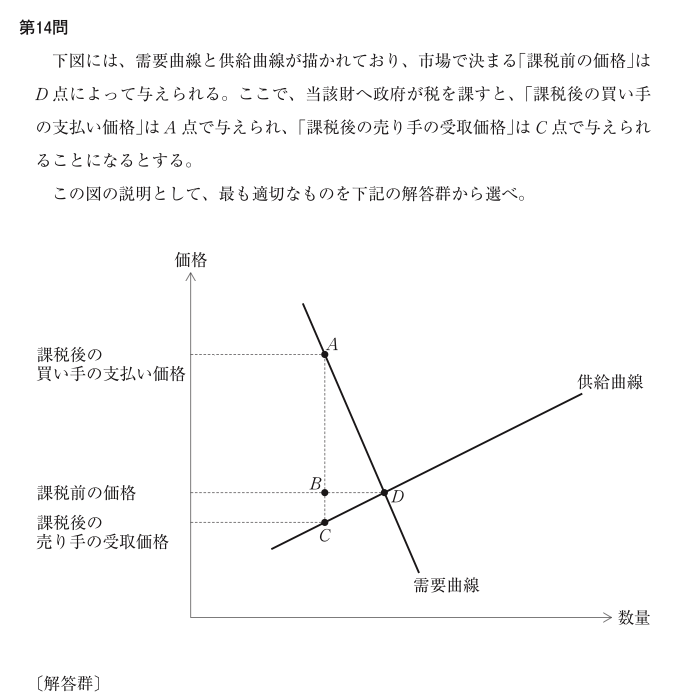 第14問
下図には、需要曲線と供給曲線が描かれており、市場で決まる「課税前の価格」は
D点によって与えられる。ここで、当該財へ政府が税を課すと、「課税後の買い手
の支払い価格」はA点で与えられ、「課税後の売り手の受取価格」はC点で与えられ
ることになるとする。
この図の説明として、最も適切なものを下記の解答群から選べ。
価格
A
課税後の
買い手の支払い価格
供給曲線
B
課税前の価格
D
課税後の
売り手の受取価格
C
需要曲線
数量
〔解答群〕